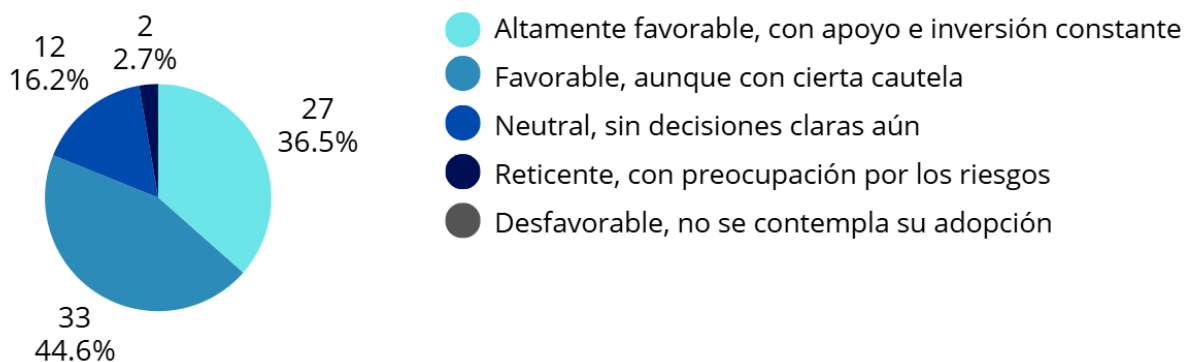 2
2.7%
12
16.2%
27
36.5%
33
44.6%
Altamente favorable, con apoyo e inversión constante
Favorable, aunque con cierta cautela
Neutral, sin decisiones claras aún
Reticente, con preocupación por los riesgos
Desfavorable, no se contempla su adopción